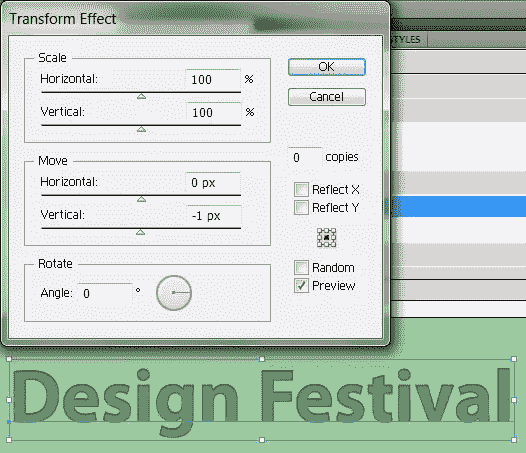 Transform Effect
STYLES
Scale
Horizontal: 100 %
Vertical: 100 %
OK
Cancel
0 copies
Move
Horizontal: 0 px
Vertical: -1 px
Reflect X
Reflect Y
Rotate
Angle: 0 °
Random
Preview
Design Festival